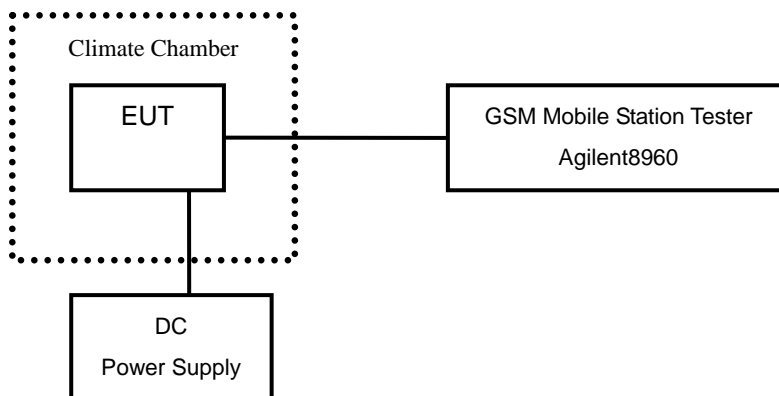 Climate Chamber
EUT
GSM Mobile Station Tester
Agilent8960
DC
Power Supply